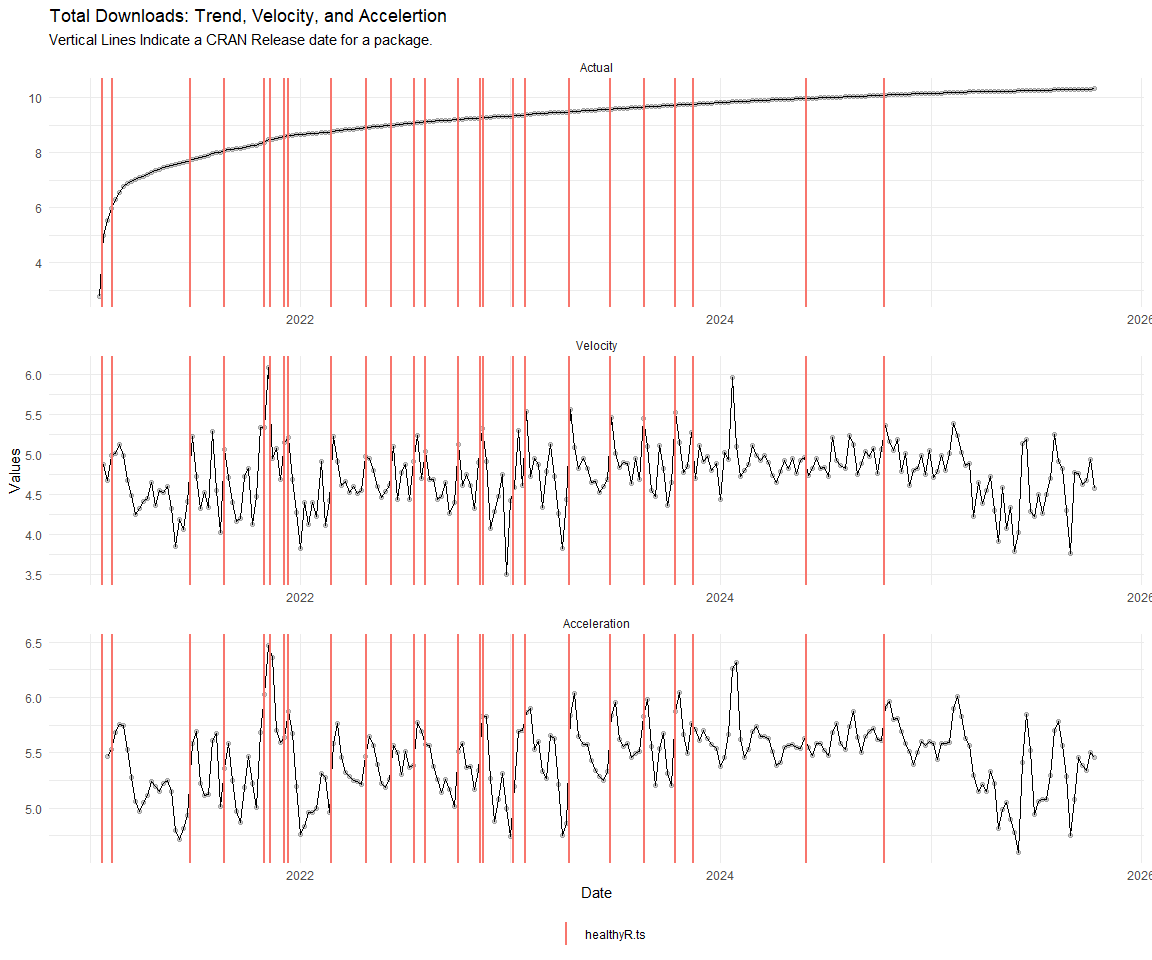 Total Downloads: Trend, Velocity, and Accelertion
Vertical Lines Indicate a CRAN Release date for a package.
Actual
10
8
6
4
2022
2024
2026
Velocity
6.0
5.5
5.0
4.5
4.0
3.5
2022
2024
2026
Values
Acceleration
6.5
6.0
5.5
5.0
2022
2024
2026
Date
healthyR.ts